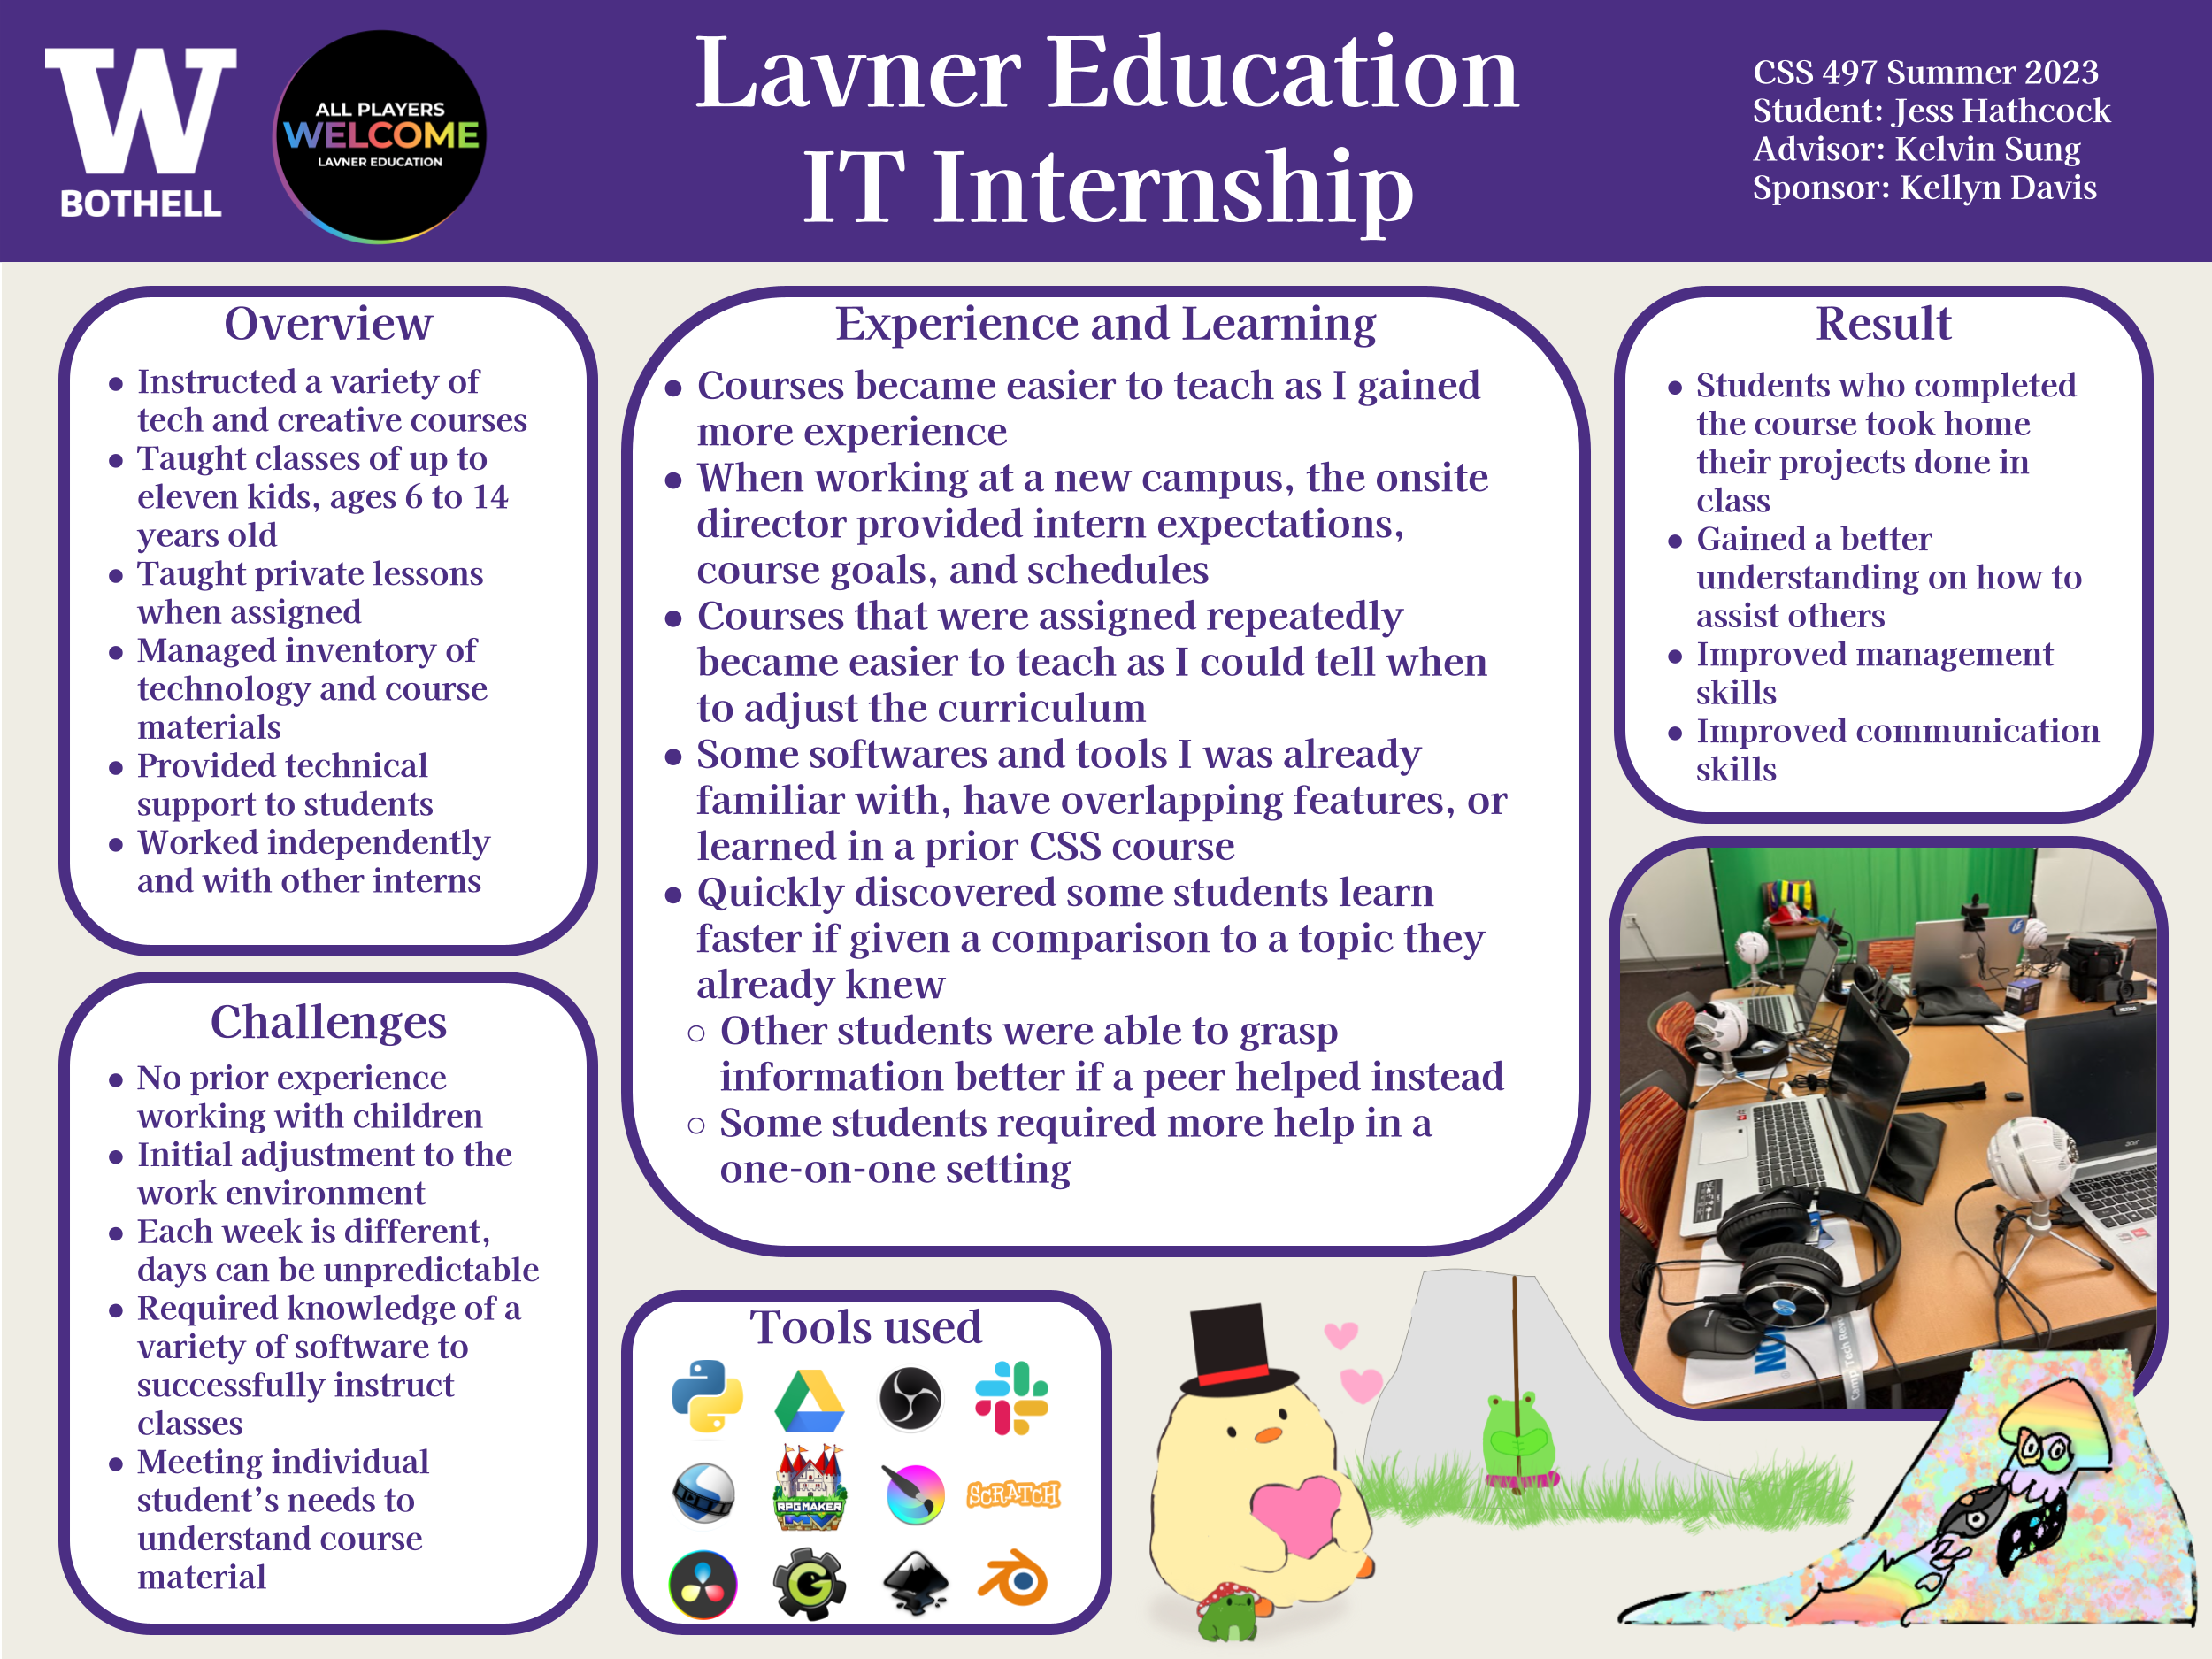 W
BOTHELL
ALL PLAYERS
WELCOME
LAVNER EDUCATION
Lavner Education
IT Internship
CSS 497 Summer 2023
Student: Jess Hathcock
Advisor: Kelvin Sung
Sponsor: Kellyn Davis
Overview
• Instructed a variety of
tech and creative courses
• Taught classes of up to
eleven kids, ages 6 to 14
years old
• Taught private lessons
when assigned
• Managed inventory of
technology and course
materials
• Provided technical
support to students
• Worked independently
and with other interns
Challenges
• No prior experience
working with children
• Initial adjustment to the
work environment
• Each week is different,
days can be unpredictable
• Required knowledge of a
variety of software to
successfully instruct
classes
• Meeting individual
student’s needs to
understand course
material
Experience and Learning
• Courses became easier to teach as I gained
more experience
• When working at a new campus, the onsite
director provided intern expectations,
course goals, and schedules
• Courses that were assigned repeatedly
became easier to teach as I could tell when
to adjust the curriculum
• Some softwares and tools I was already
familiar with, have overlapping features, or
learned in a prior CSS course
• Quickly discovered some students learn
faster if given a comparison to a topic they
already knew
○ Other students were able to grasp
information better if a peer helped instead
○ Some students required more help in a
one-on-one setting
Tools used
RPG MAKER
MV
SCRATCH
Result
• Students who completed
the course took home
their projects done in
class
• Gained a better
understanding on how to
assist others
• Improved management
skills
• Improved communication
skills
acer
acer